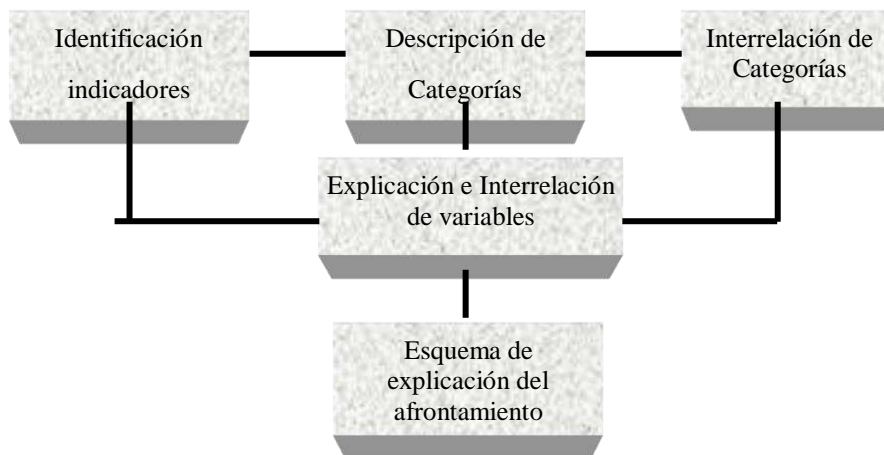 Identificación
indicadores
Descripción de
Categorías
Interrelación de
Categorías
Explicación e Interrelación
de variables
Esquema de
explicación del
afrontamiento